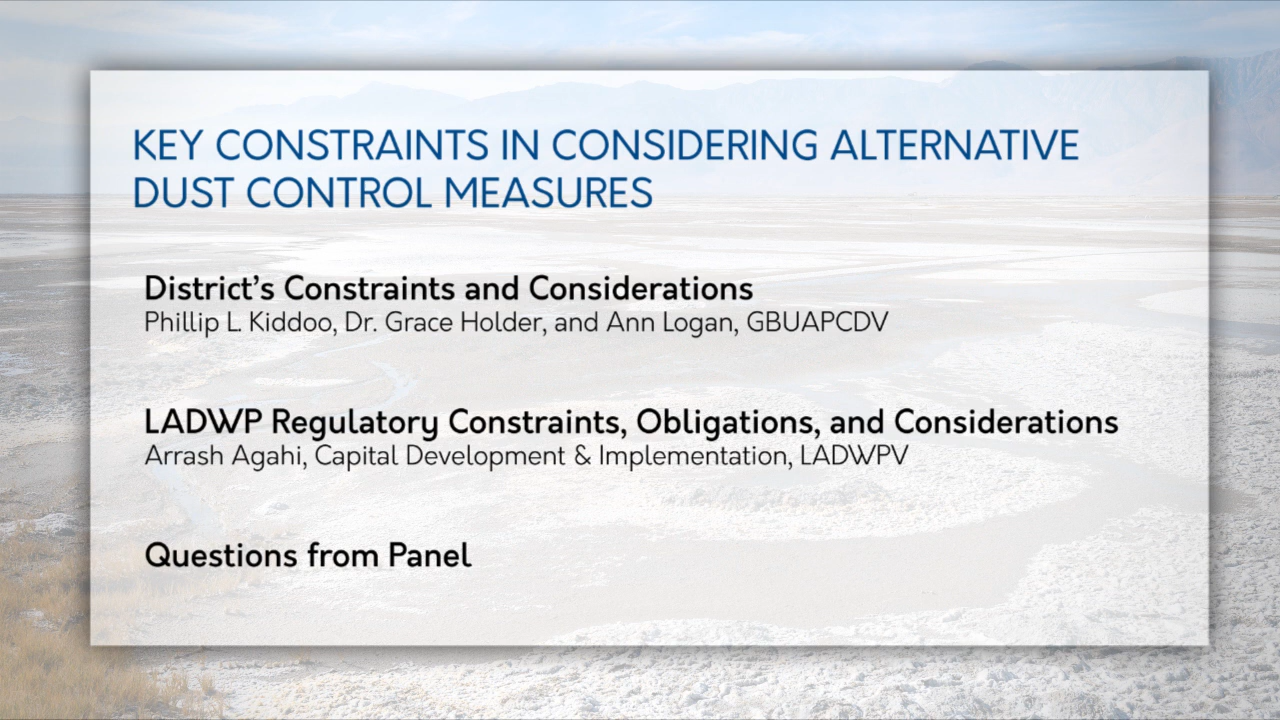 KEY CONSTRAINTS IN CONSIDERING ALTERNATIVE
DUST CONTROL MEASURES
District's Constraints and Considerations
Phillip L. Kiddoo, Dr. Grace Holder, and Ann Logan, GBUAPCDV
LADWP Regulatory Constraints, Obligations, and Considerations
Arrash Agahi, Capital Development & Implementation, LADWPV
Questions from Panel